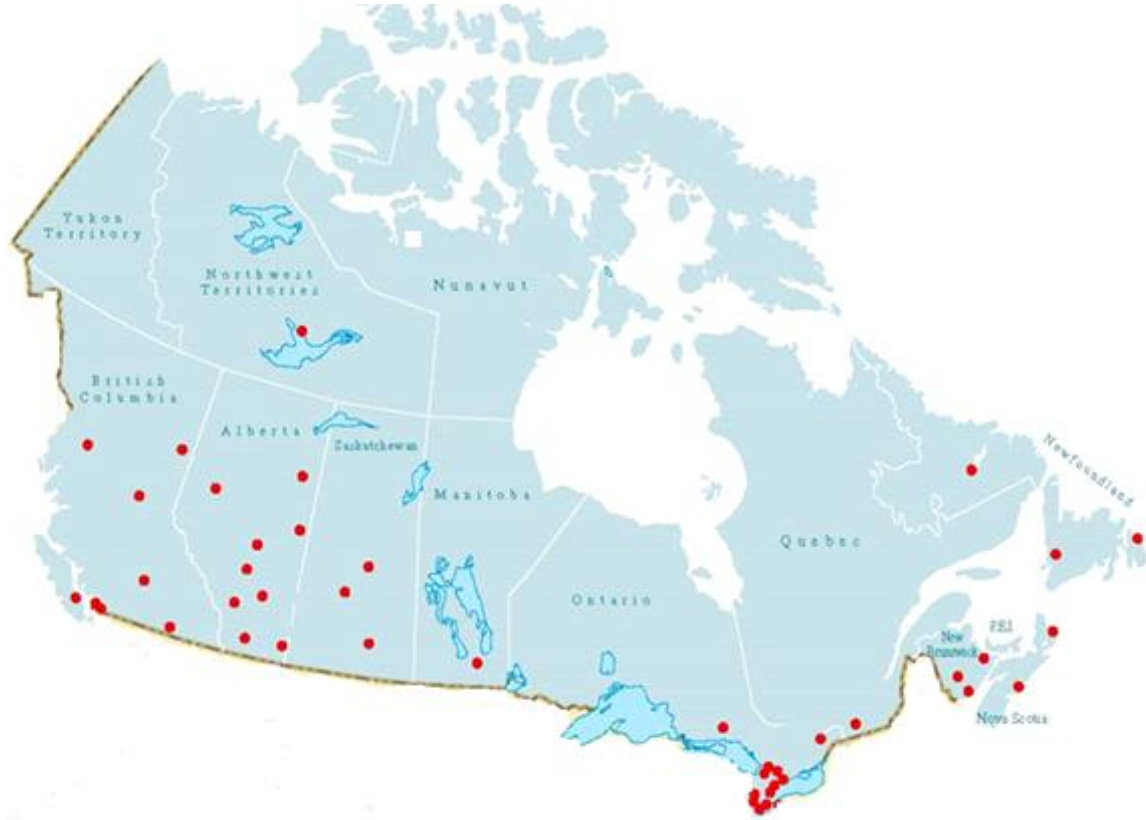 Yukon
Territory
Northwest
Territories
Nunavut
British
Columbia
Alberta
Saskatchewan
Manitoba
Newfoundland
Quebec
Ontario
P.E.I.
New
Brunswick
Nova Scotia